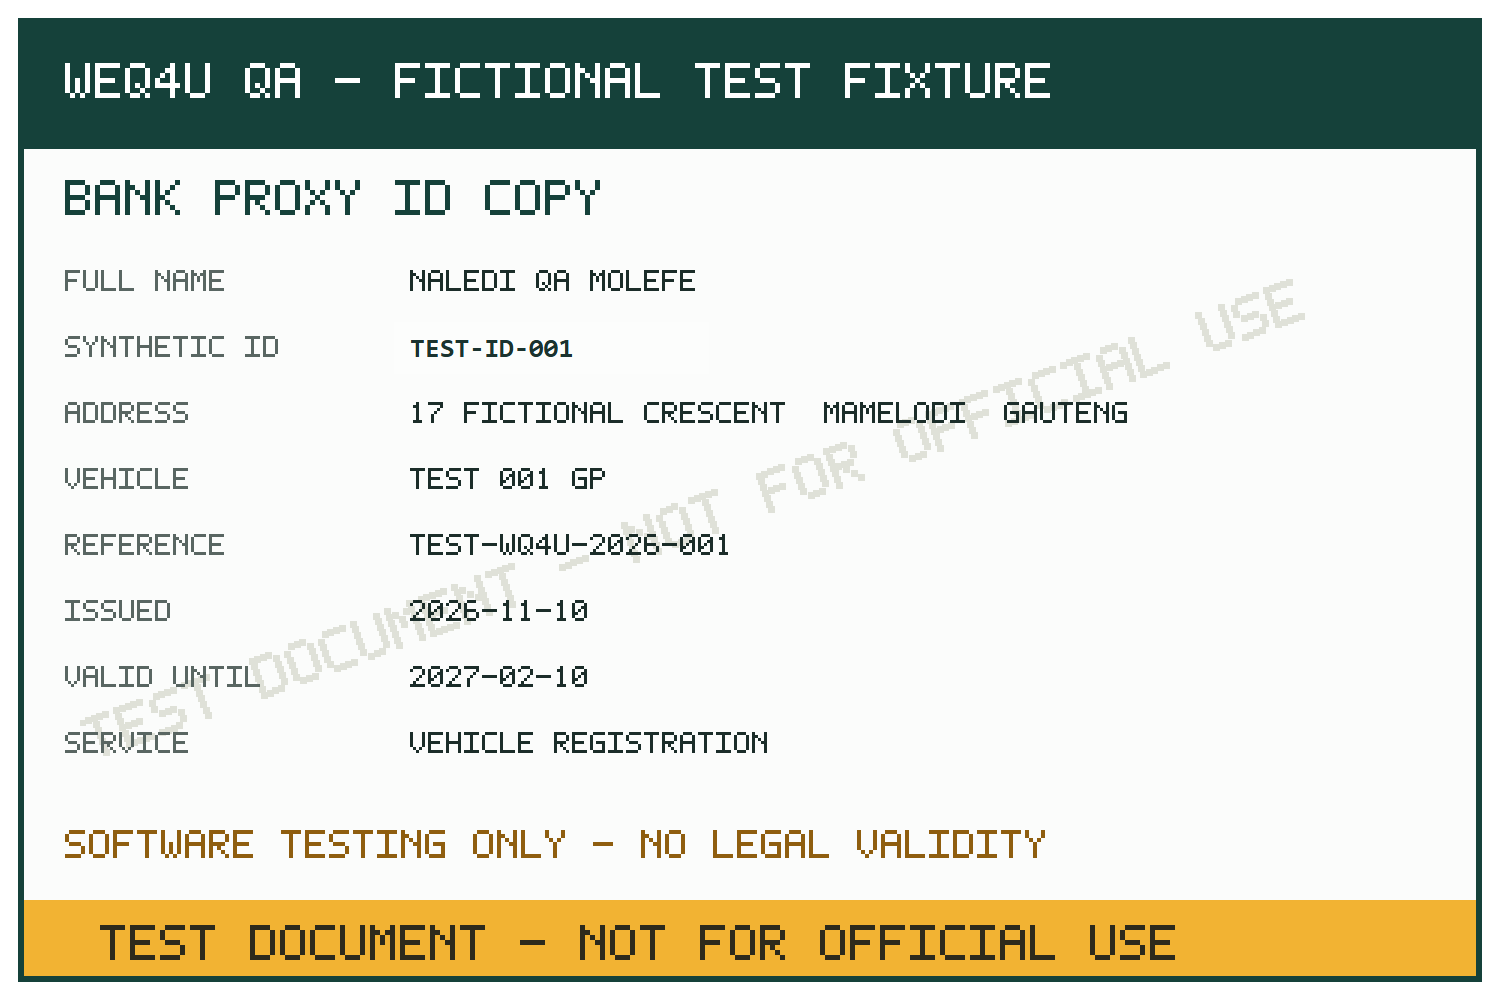 WEQ4U QA - FICTIONAL TEST FIXTURE
BANK PROXY ID COPY
FULL NAME NALEDI QA MOLEFE
SYNTHETIC ID TEST-ID-001
ADDRESS 17 FICTIONAL CRESCENT MAMELODI GAUTENG
VEHICLE TEST 001 GP
REFERENCE TEST-WQ4U-2026-001
ISSUED 2026-11-10
VALID UNTIL 2027-02-10
SERVICE VEHICLE REGISTRATION
TEST DOCUMENT - NOT FOR OFFICIAL USE
SOFTWARE TESTING ONLY - NO LEGAL VALIDITY
TEST DOCUMENT - NOT FOR OFFICIAL USE